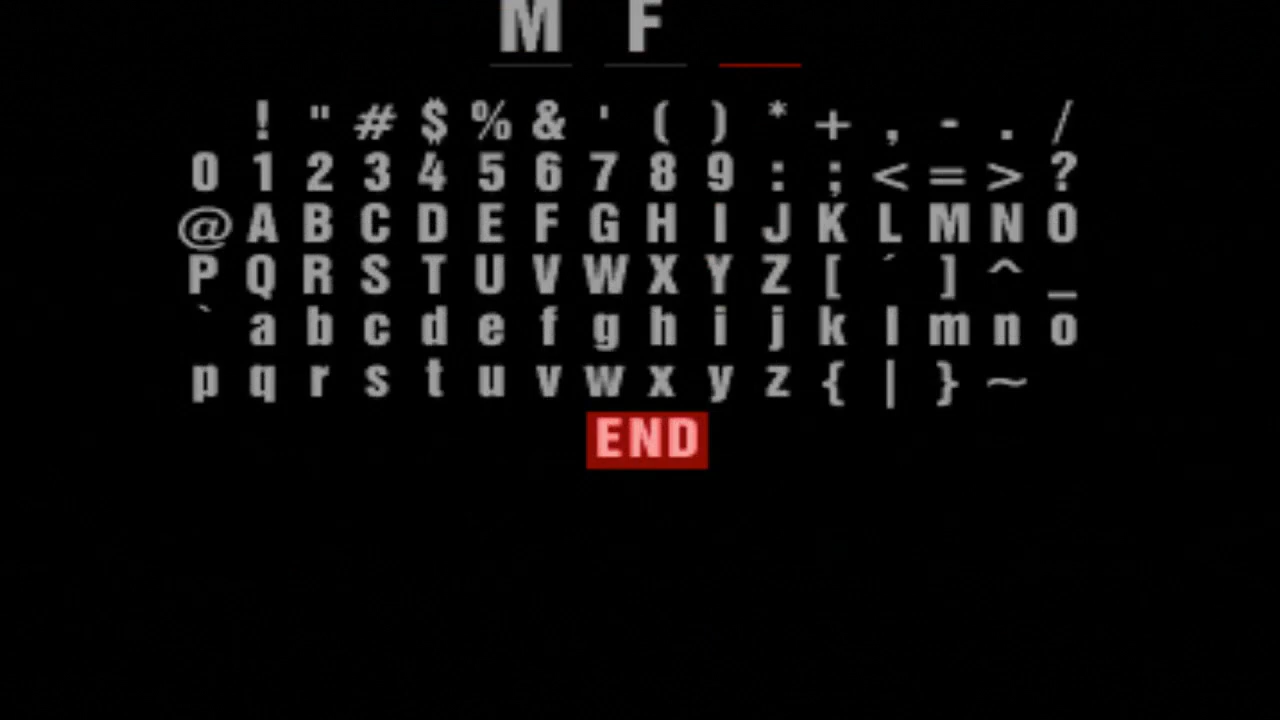 M F _
! " # $ % & ' ( ) * + , - . /
0 1 2 3 4 5 6 7 8 9 : ; < = > ?
@ A B C D E F G H I J K L M N O
P Q R S T U V W X Y Z [ ´ ] ^ _
` a b c d e f g h i j k l m n o
p q r s t u v w x y z { | } ~
END